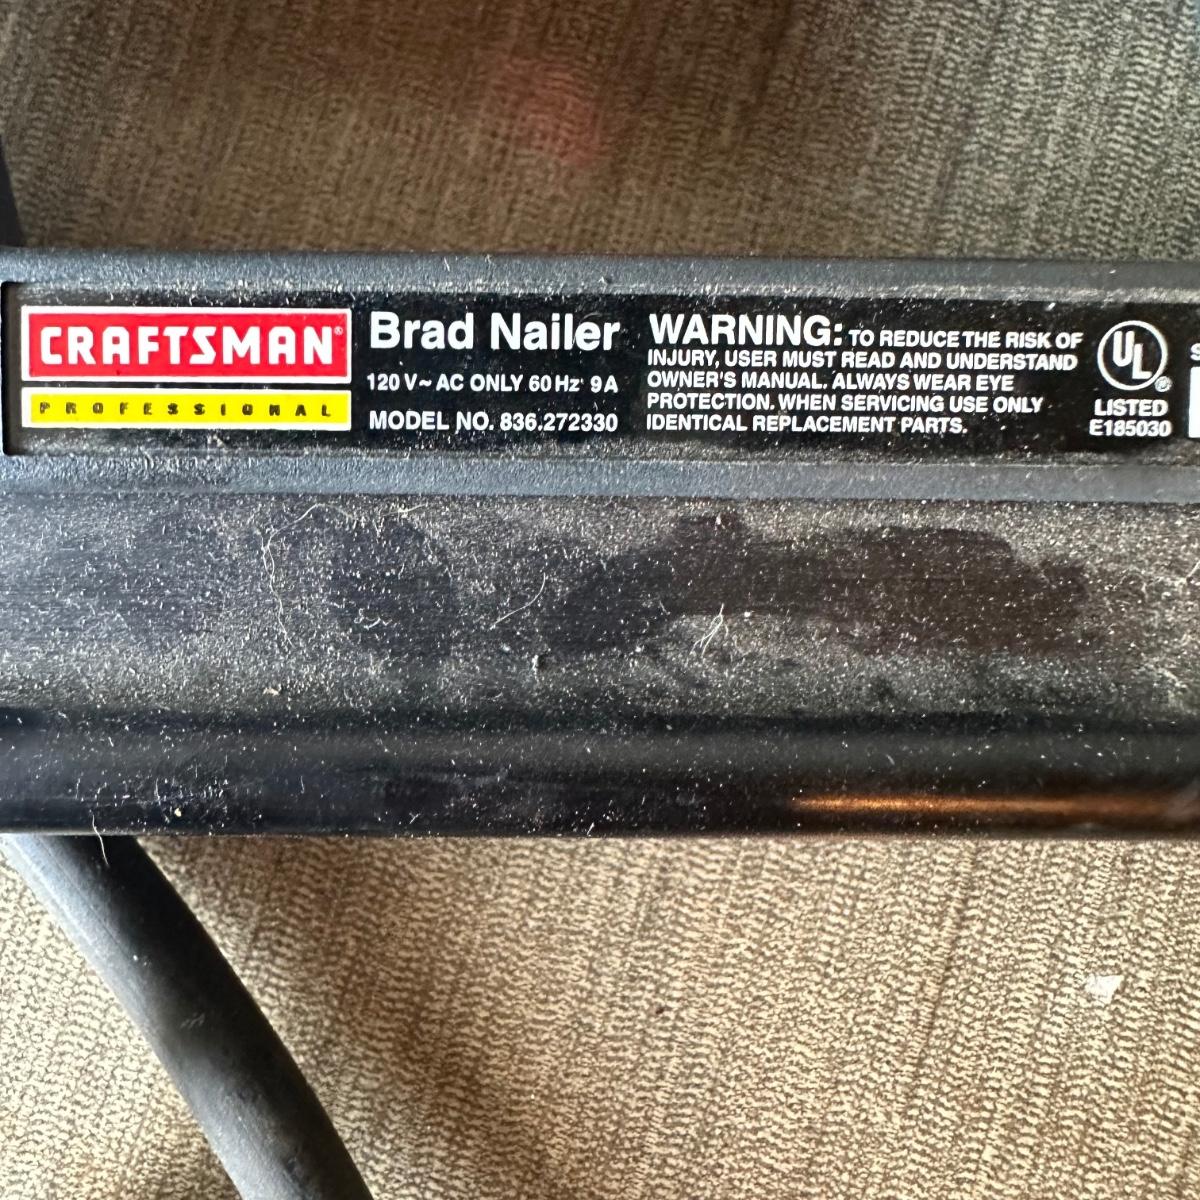 CRAFTSMAN®
PROFESSIONAL
Brad Nailer
120 V~ AC ONLY 60 Hz 9A
MODEL NO. 836.272330
WARNING: TO REDUCE THE RISK OF
INJURY, USER MUST READ AND UNDERSTAND
OWNER'S MANUAL. ALWAYS WEAR EYE
PROTECTION. WHEN SERVICING USE ONLY
IDENTICAL REPLACEMENT PARTS.
UL®
LISTED
E185030